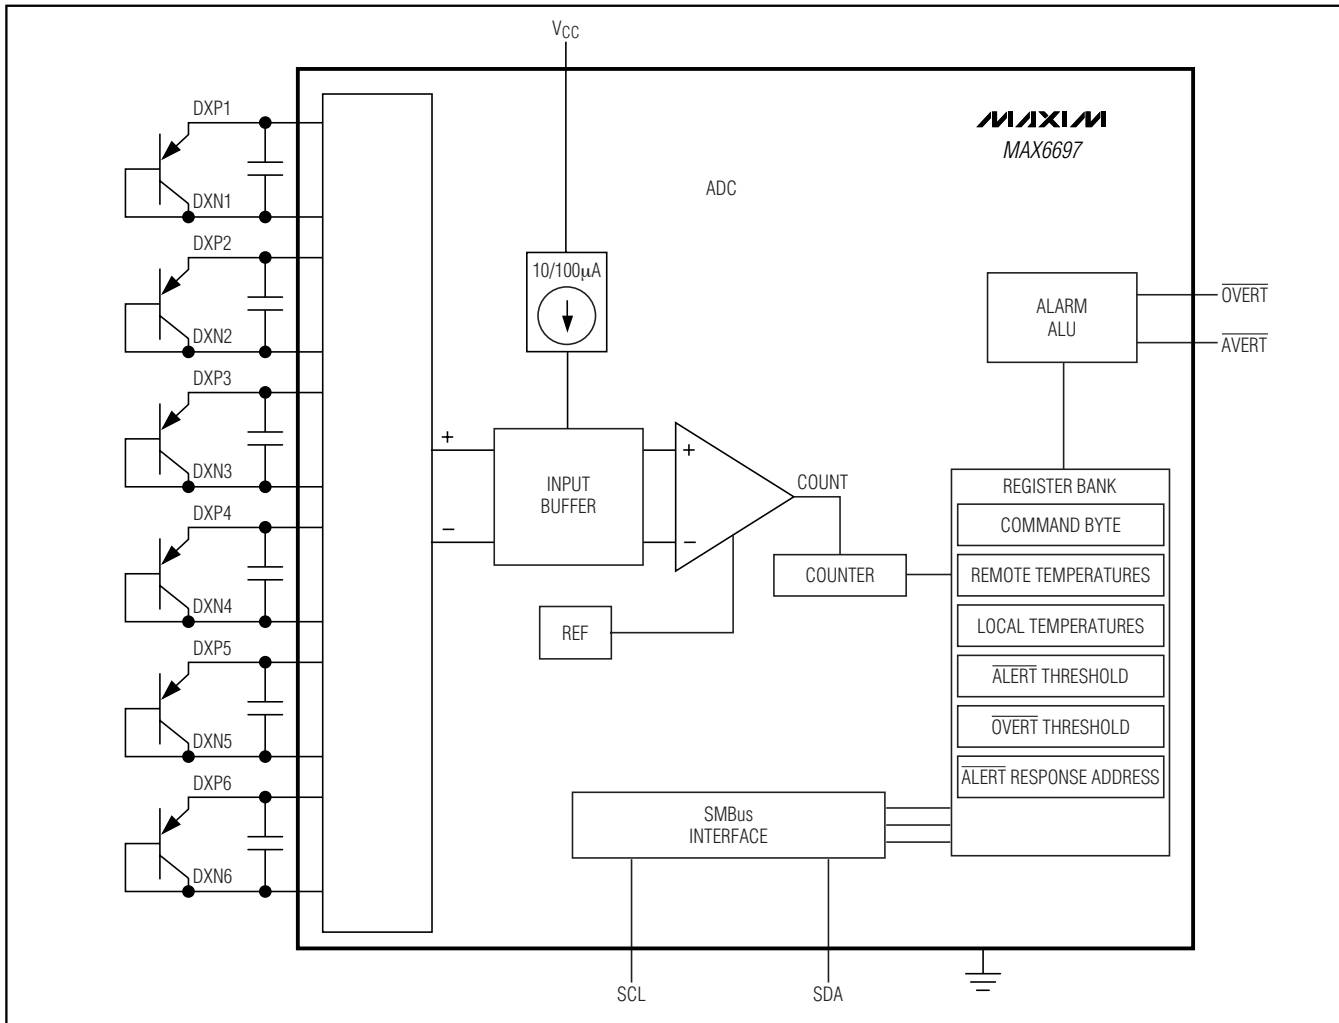 VCC
DXP1
DXN1
DXP2
DXN2
DXP3
DXN3
DXP4
DXN4
DXP5
DXN5
DXP6
DXN6
MAXIM
MAX6697
ADC
10/100µA
+
−
INPUT
BUFFER
+
−
COUNT
COUNTER
REF
ALARM
ALU
OVERT
AVERT
REGISTER BANK
COMMAND BYTE
REMOTE TEMPERATURES
LOCAL TEMPERATURES
ALERT THRESHOLD
OVERT THRESHOLD
ALERT RESPONSE ADDRESS
SMBus
INTERFACE
SCL
SDA